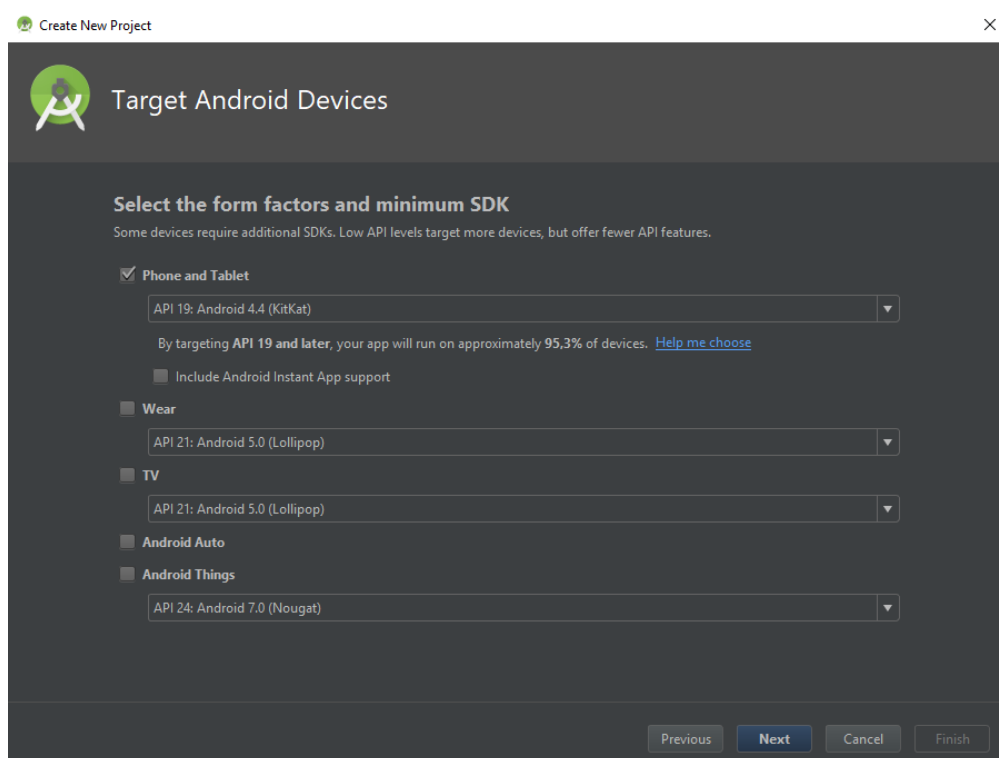 Create New Project
Target Android Devices
Select the form factors and minimum SDK
Some devices require additional SDKs. Low API levels target more devices, but offer fewer API features.
Phone and Tablet
API 19: Android 4.4 (KitKat)
By targeting API 19 and later, your app will run on approximately 95,3% of devices. Help me choose
Include Android Instant App support
Wear
API 21: Android 5.0 (Lollipop)
TV
API 21: Android 5.0 (Lollipop)
Android Auto
Android Things
API 24: Android 7.0 (Nougat)
Previous Next Cancel Finish